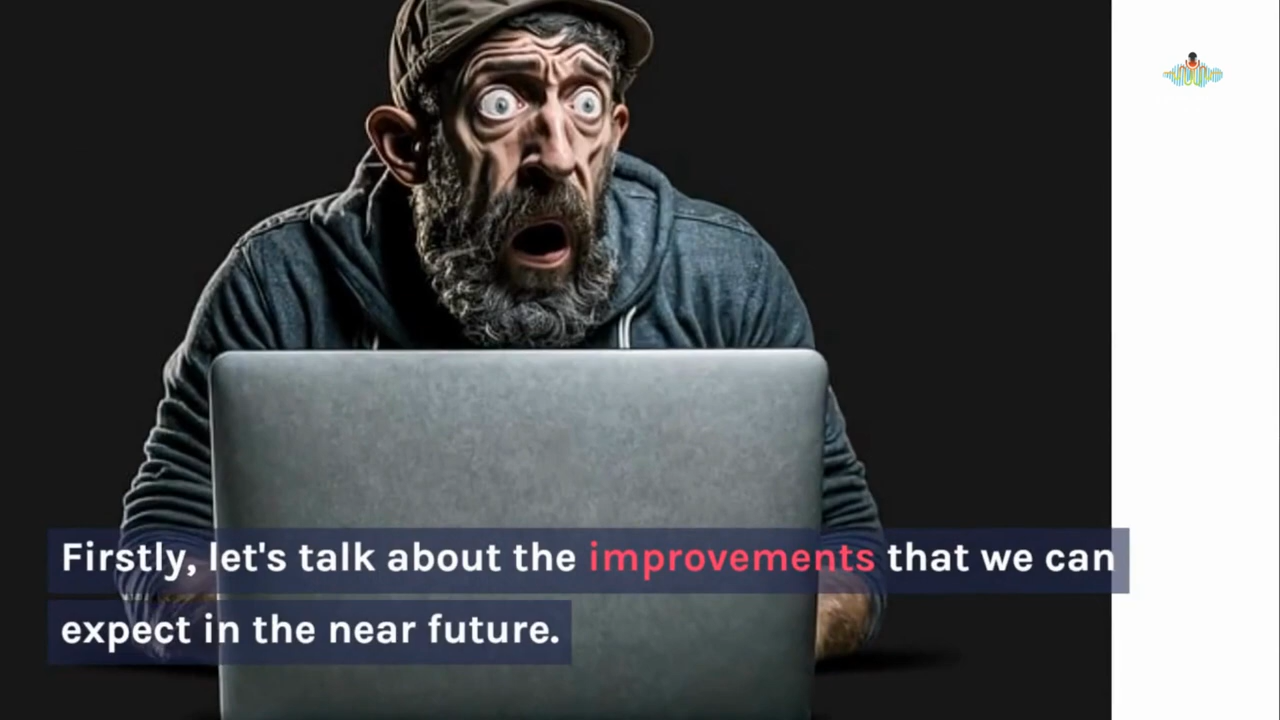 Firstly, let's talk about the improvements that we can
expect in the near future.